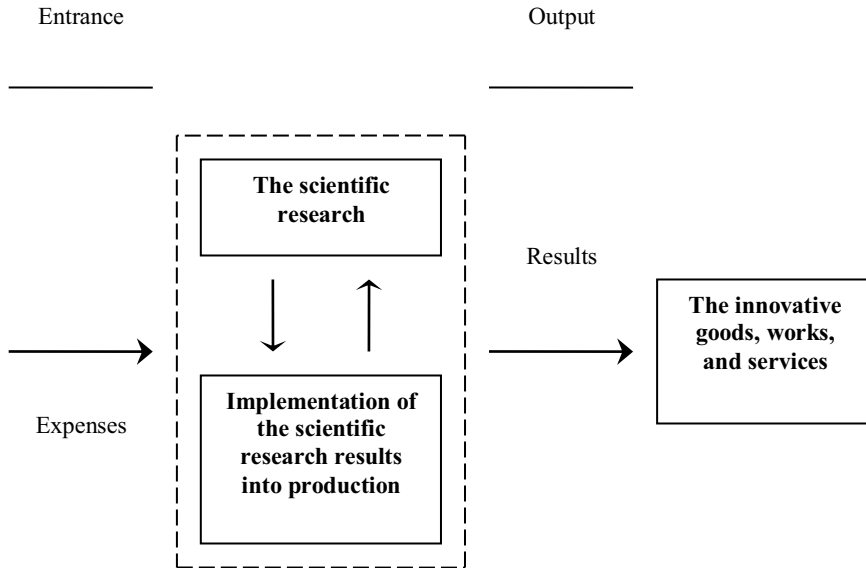 Entrance
Output
The scientific
research
Results
The innovative
goods, works,
and services
Expenses
Implementation of
the scientific
research results
into production